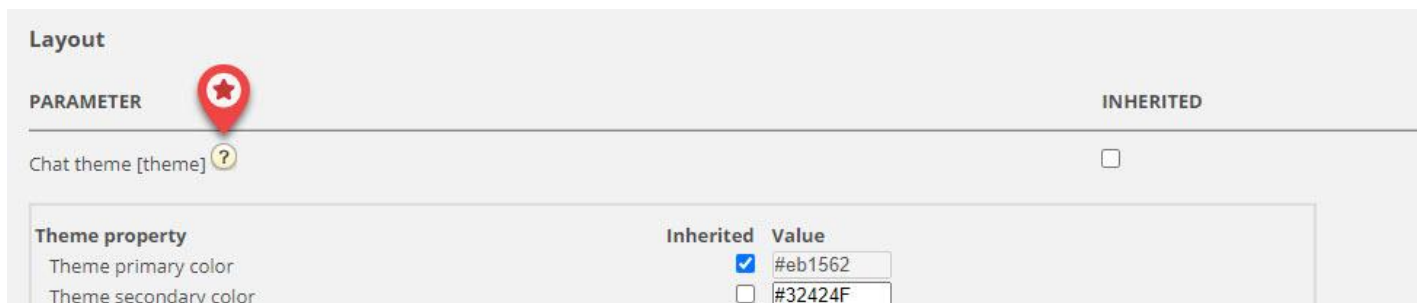 Layout
PARAMETER INHERITED
Chat theme [theme] ?
Theme property Inherited Value
Theme primary color #eb1562
Theme secondary color #32424F